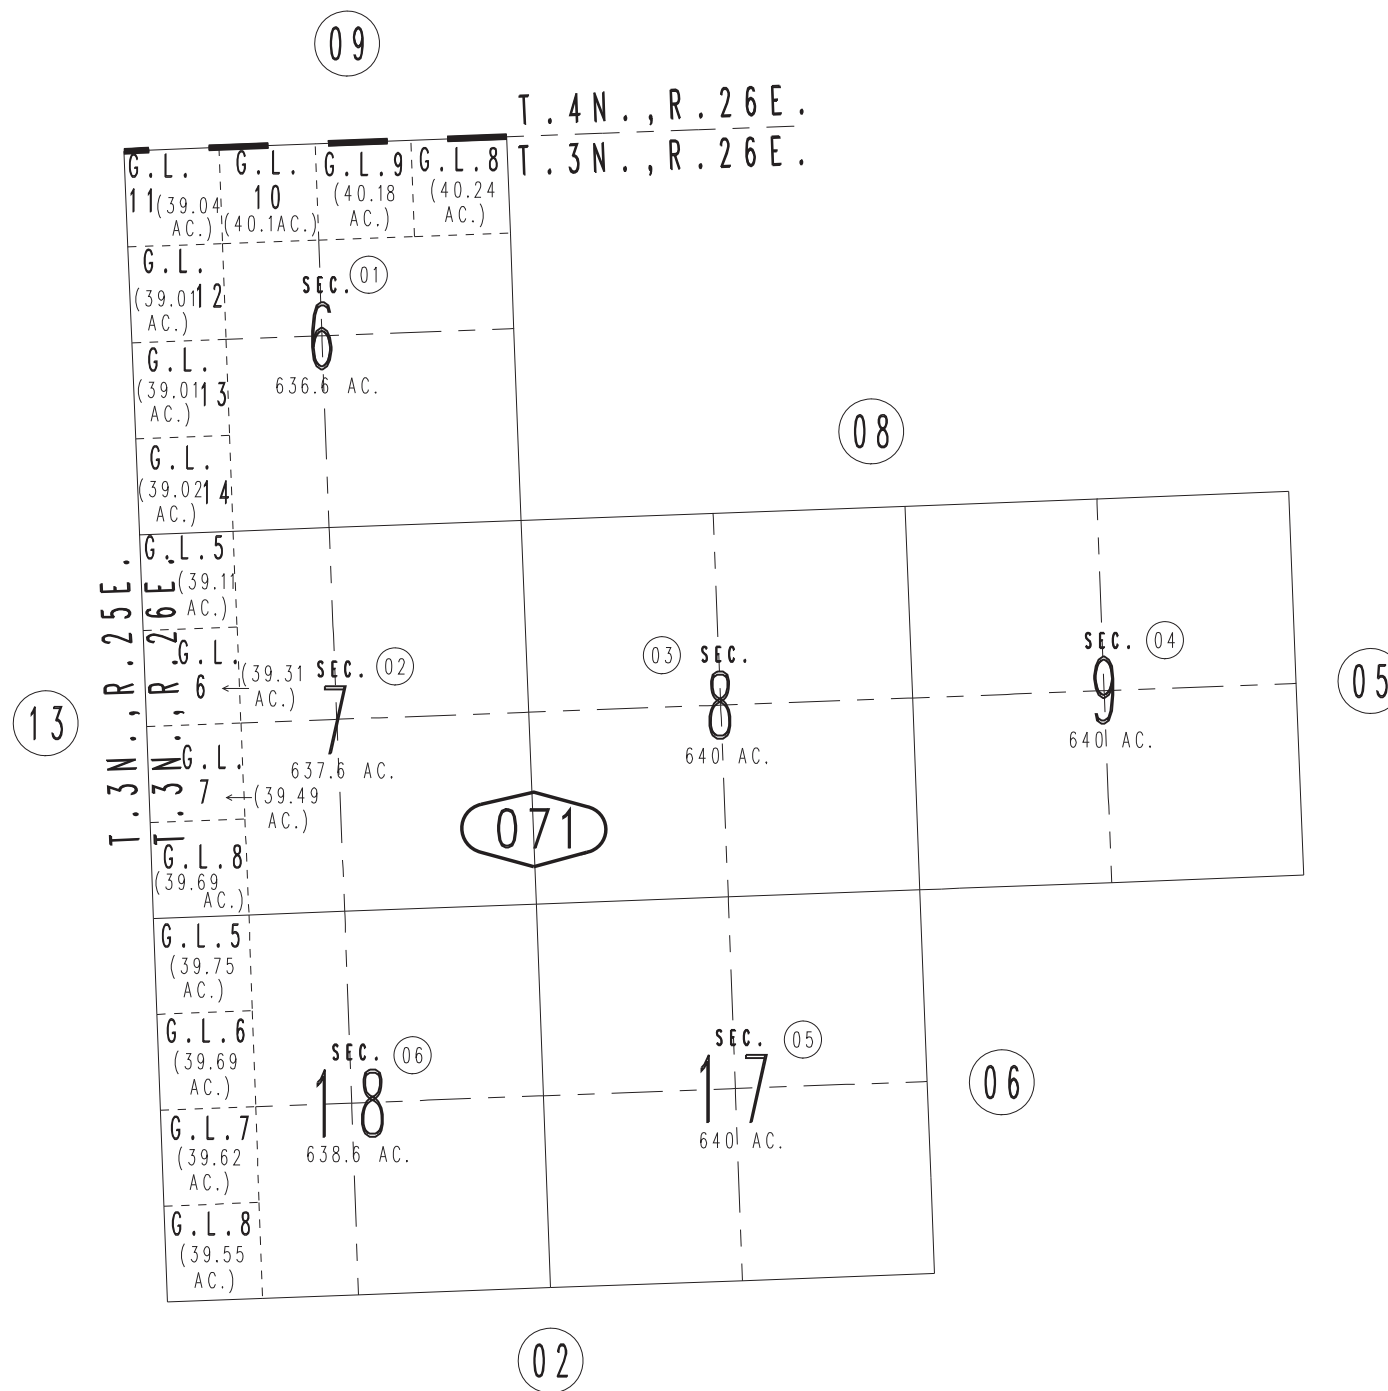 09
T.4N.,R.26E.
T.3N.,R.26E.
G.L.
11(39.04
AC.)
G.L.
10
(40.1AC.)
G.L.9
(40.18
AC.)
G.L.8
(40.24
AC.)
G.L.
(39.01 12
AC.)
SEC. 01
6
636.6 AC.
G.L.
(39.01 13
AC.)
G.L.
(39.02 14
AC.)
08
T.3N.,R.25E.
T.3N.,R.26E.
G.L.5
(39.11
AC.)
G.L.
6
(39.31
AC.)
SEC. 02
7
637.6 AC.
03 SEC.
8
640 AC.
SEC. 04
9
640 AC.
05
13
G.L.
7
(39.49
AC.)
071
G.L.8
(39.69
AC.)
G.L.5
(39.75
AC.)
G.L.6
(39.69
AC.)
SEC. 06
18
638.6 AC.
SEC. 05
17
640 AC.
06
G.L.7
(39.62
AC.)
G.L.8
(39.55
AC.)
02